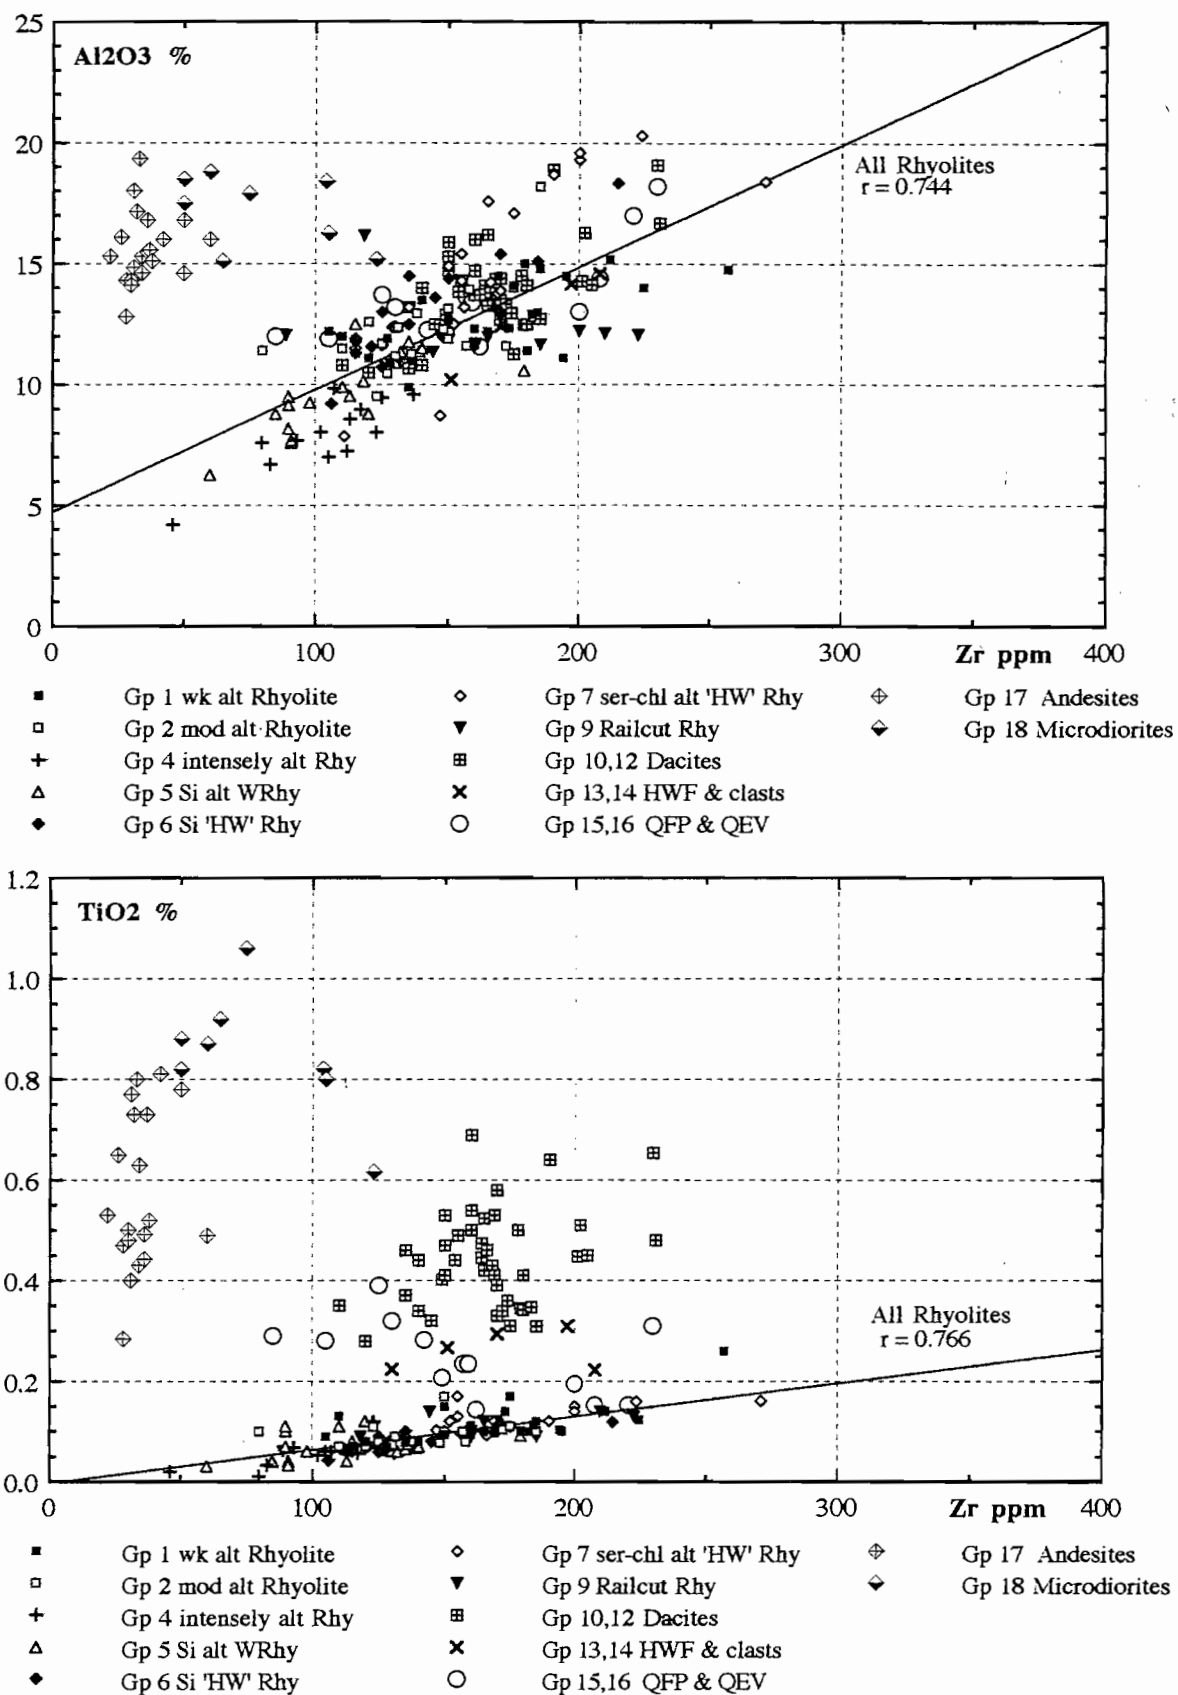 25
Al2O3 %
20
All Rhyolites
r = 0.744
15
10
5
0
0 100 200 300 Zr ppm 400
Gp 1 wk alt Rhyolite Gp 7 ser-chl alt 'HW' Rhy Gp 17 Andesites
Gp 2 mod alt Rhyolite Gp 9 Railcut Rhy Gp 18 Microdiorites
Gp 4 intensely alt Rhy Gp 10,12 Dacites
Gp 5 Si alt WRhy Gp 13,14 HWF & clasts
Gp 6 Si 'HW' Rhy Gp 15,16 QFP & QEV
1.2
TiO2 %
1.0
0.8
0.6
0.4
All Rhyolites
r = 0.766
0.2
0.0
0 100 200 300 Zr ppm 400
Gp 1 wk alt Rhyolite Gp 7 ser-chl alt 'HW' Rhy Gp 17 Andesites
Gp 2 mod alt Rhyolite Gp 9 Railcut Rhy Gp 18 Microdiorites
Gp 4 intensely alt Rhy Gp 10,12 Dacites
Gp 5 Si alt WRhy Gp 13,14 HWF & clasts
Gp 6 Si 'HW' Rhy Gp 15,16 QFP & QEV